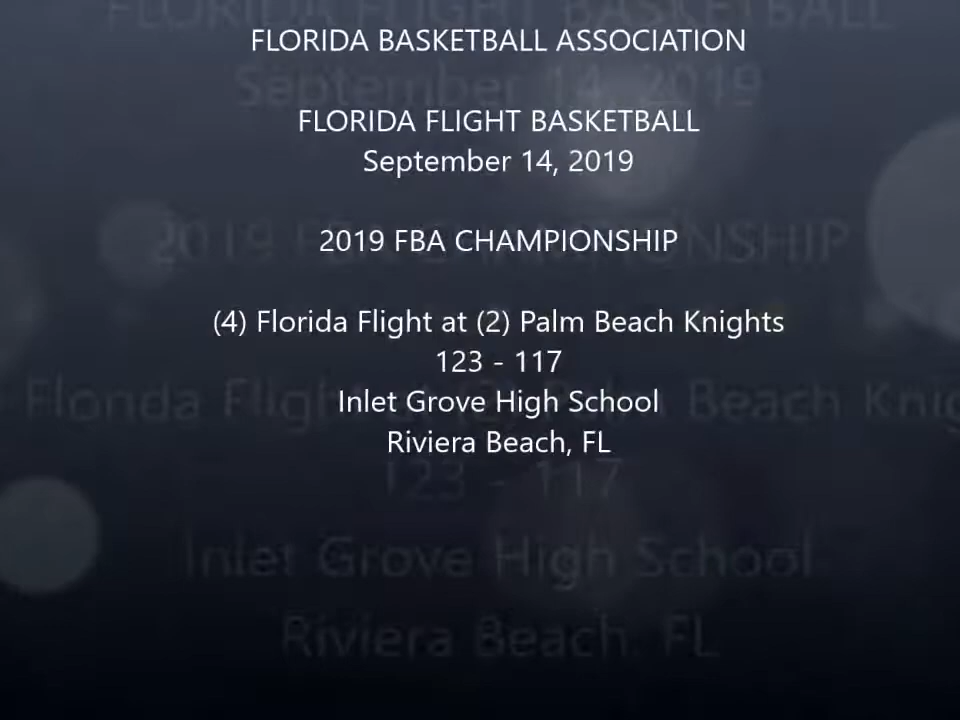 FLORIDA BASKETBALL ASSOCIATION
FLORIDA FLIGHT BASKETBALL
September 14, 2019
2019 FBA CHAMPIONSHIP
(4) Florida Flight at (2) Palm Beach Knights
123 - 117
Inlet Grove High School
Riviera Beach, FL